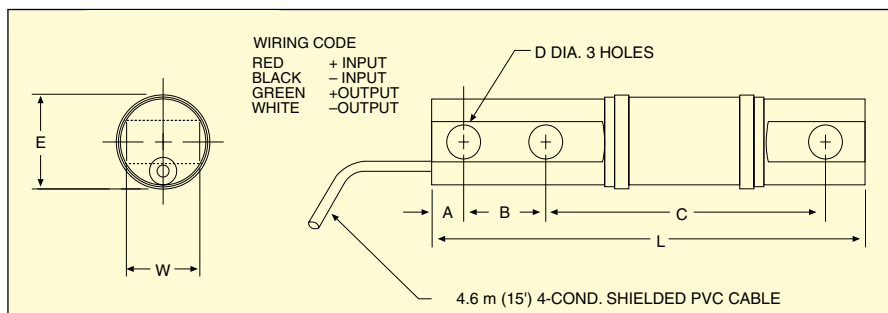 WIRING CODE
RED + INPUT
BLACK – INPUT
GREEN +OUTPUT
WHITE –OUTPUT
D DIA. 3 HOLES
E
W
A
B
C
L
4.6 m (15') 4-COND. SHIELDED PVC CABLE